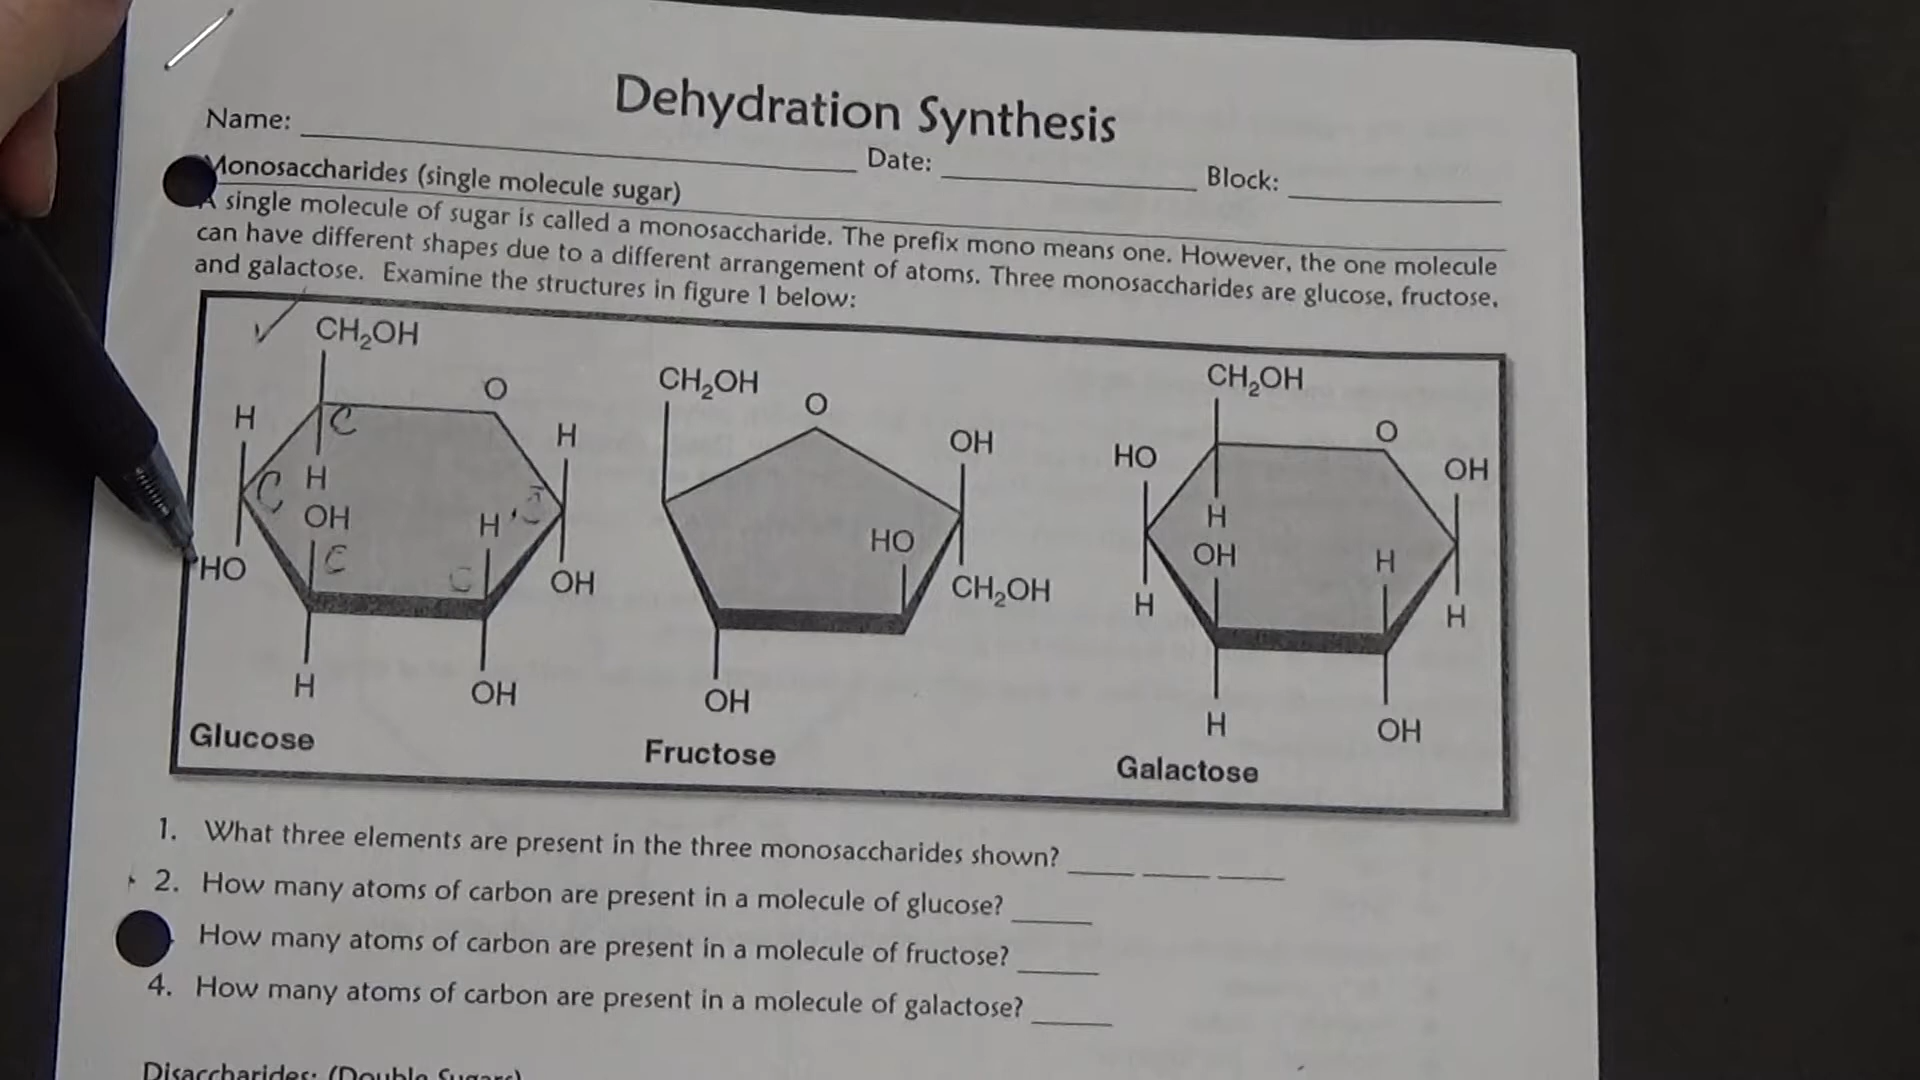 Dehydration Synthesis
Name: Date: Block:
Monosaccharides (single molecule sugar)
A single molecule of sugar is called a monosaccharide. The prefix mono means one. However, the one molecule
can have different shapes due to a different arrangement of atoms. Three monosaccharides are glucose, fructose,
and galactose. Examine the structures in figure 1 below:
CH₂OH
O
H
C
H
C
H
OH
H
C
C
C
HO
OH
H
OH
Glucose
CH₂OH
O
OH
HO
CH₂OH
OH
Fructose
CH₂OH
O
HO
OH
H
OH
H
H
H
H
OH
Galactose
1. What three elements are present in the three monosaccharides shown?
2. How many atoms of carbon are present in a molecule of glucose?
How many atoms of carbon are present in a molecule of fructose?
4. How many atoms of carbon are present in a molecule of galactose?
Disaccharides: (Double Sugars)